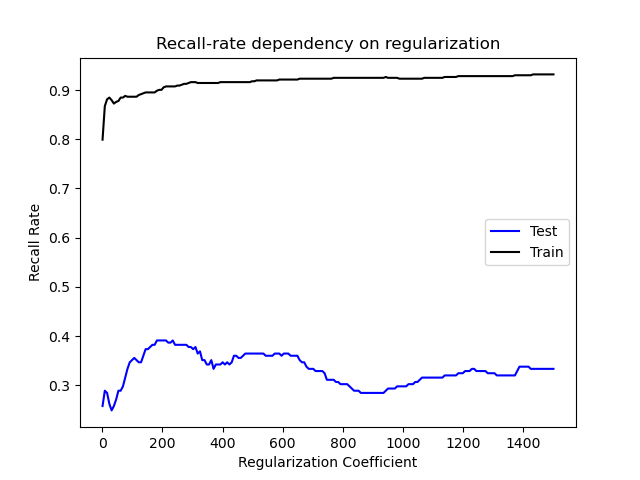 Recall-rate dependency on regularization
Recall Rate
0.9
0.8
0.7
0.6
0.5
0.4
0.3
Test
Train
0 200 400 600 800 1000 1200 1400
Regularization Coefficient